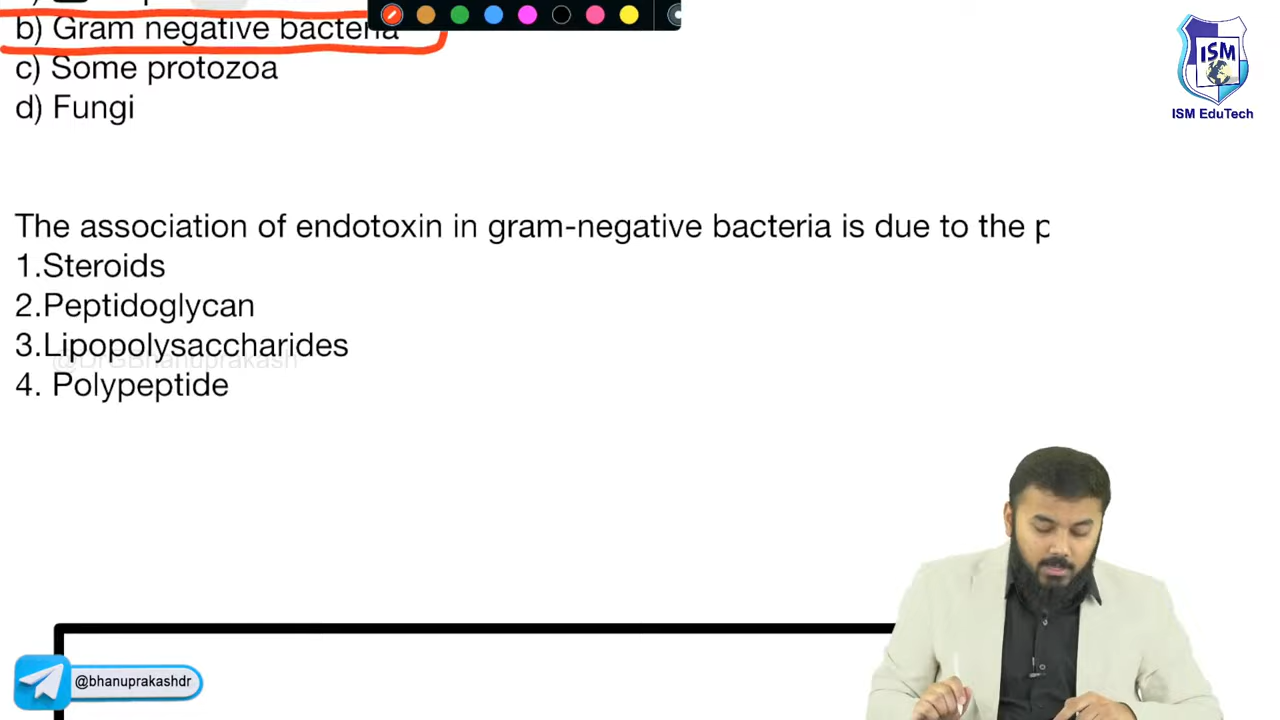 b) Gram negative bacteria
c) Some protozoa
d) Fungi
ISM
ISM EduTech
The association of endotoxin in gram-negative bacteria is due to the p
1.Steroids
2.Peptidoglycan
3.Lipopolysaccharides
@DrGBhanuprakash
4. Polypeptide
@bhanuprakashdr